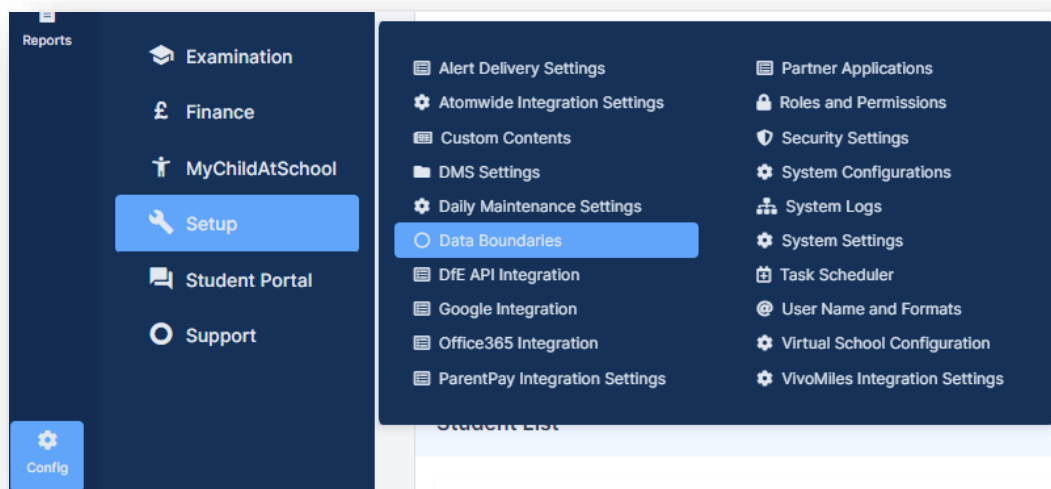 Reports
Examination
Finance
MyChildAtSchool
Setup
Student Portal
Support
Config
Alert Delivery Settings
Atomwide Integration Settings
Custom Contents
DMS Settings
Daily Maintenance Settings
Data Boundaries
DfE API Integration
Google Integration
Office365 Integration
ParentPay Integration Settings
Partner Applications
Roles and Permissions
Security Settings
System Configurations
System Logs
System Settings
Task Scheduler
User Name and Formats
Virtual School Configuration
VivoMiles Integration Settings
Student List